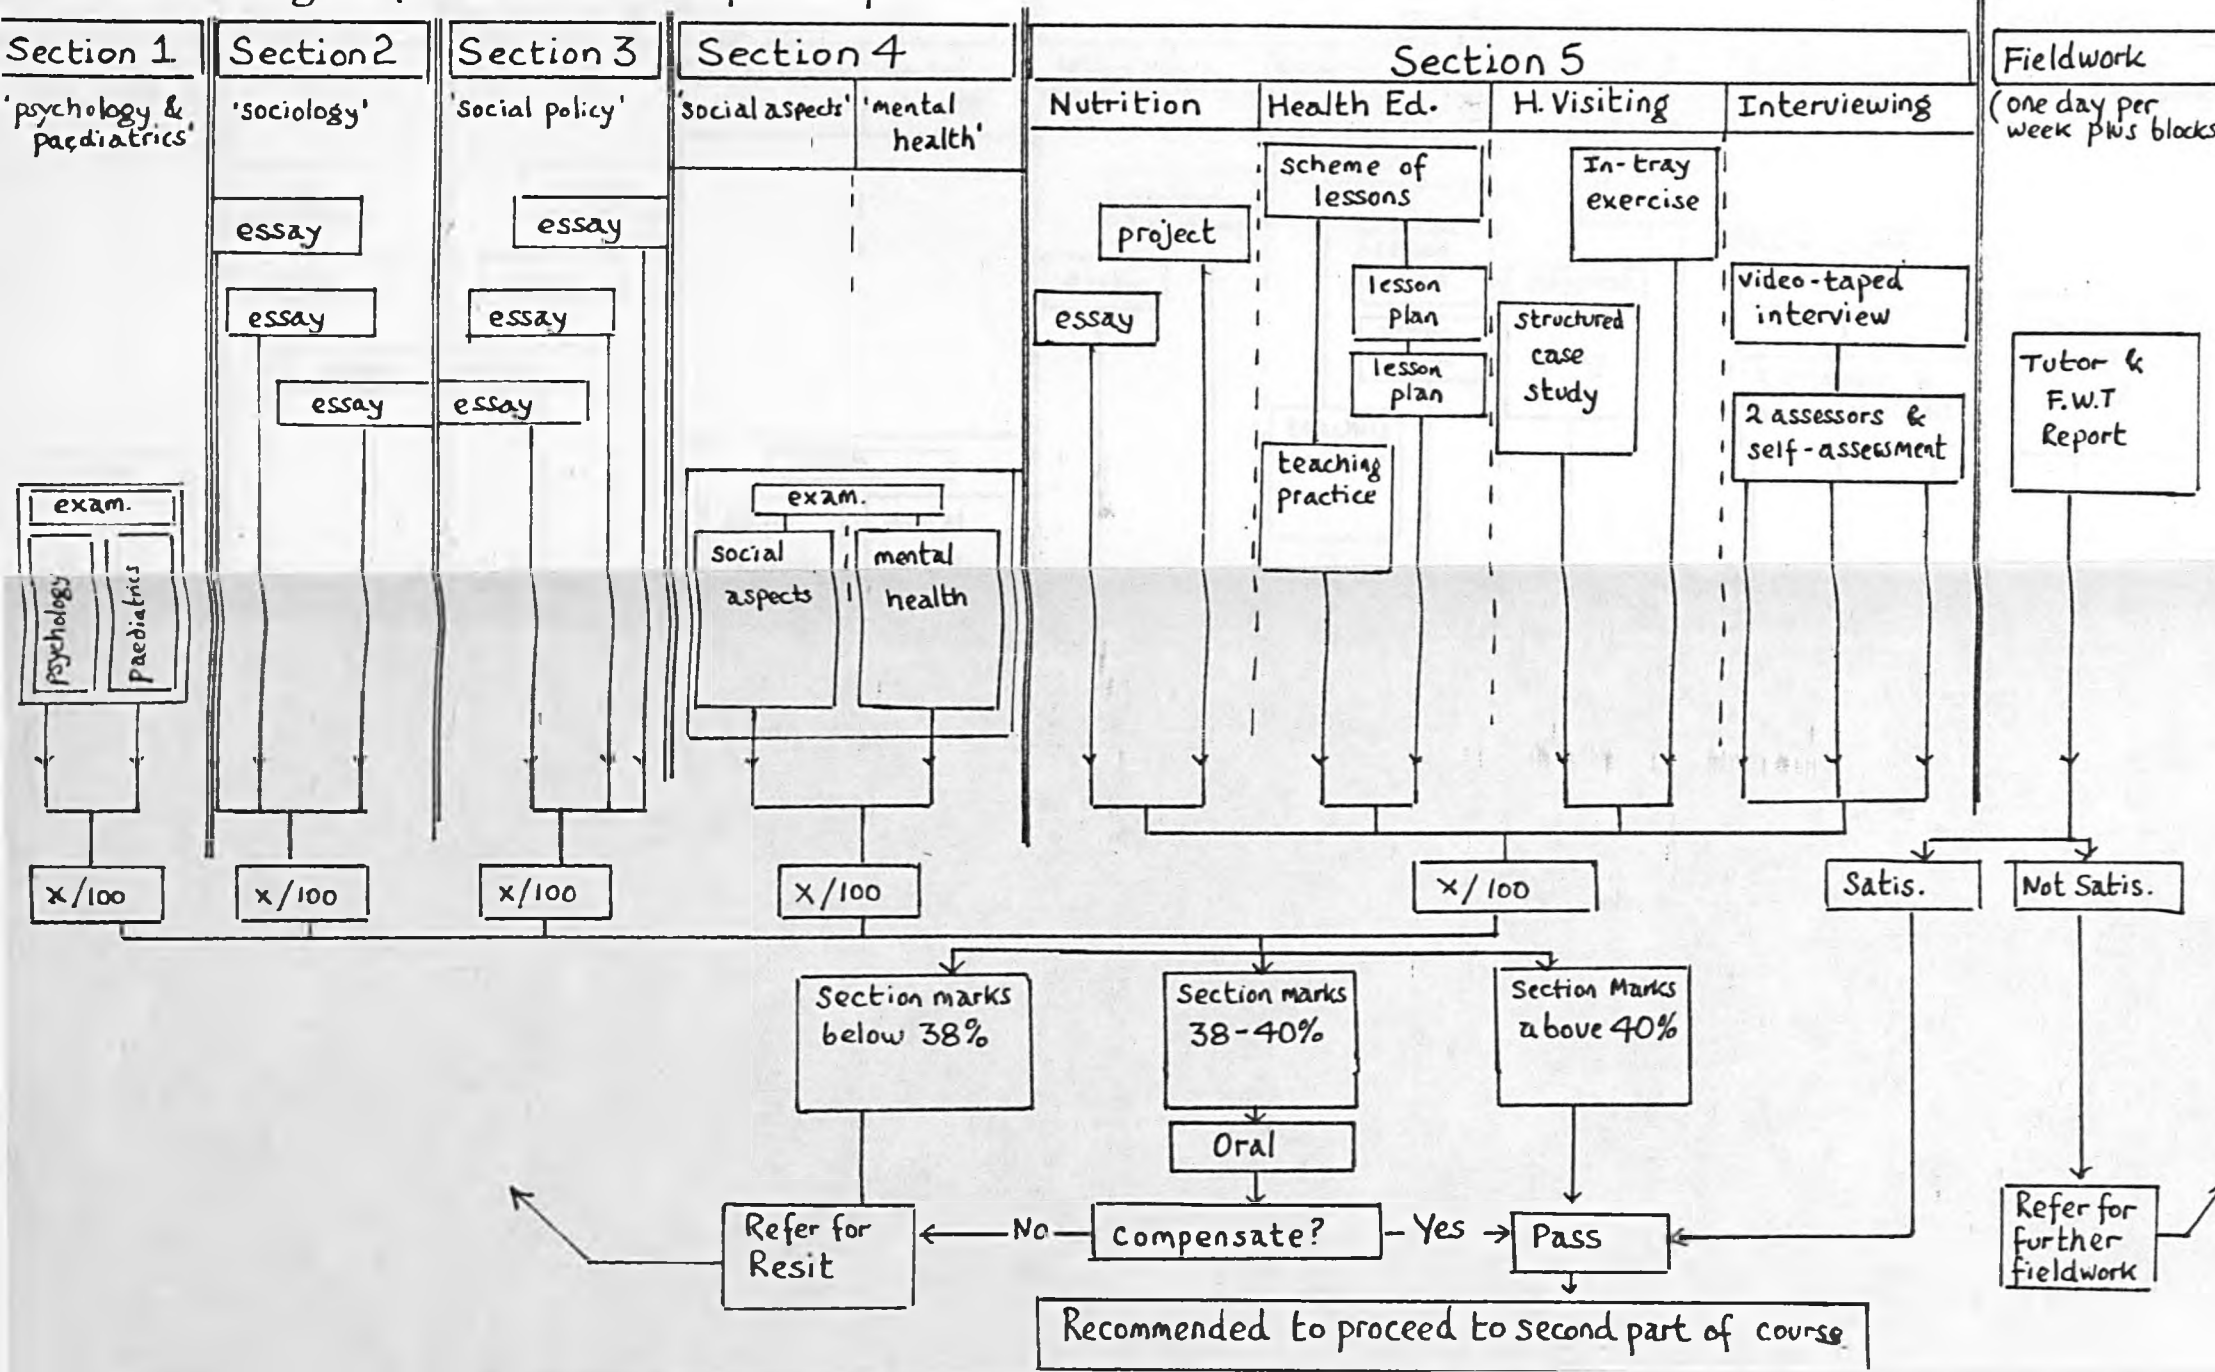 Section 1
Section 2
Section 3
Section 4
Section 5
Fieldwork
'psychology &
paediatrics'
'sociology'
'social policy'
'social aspects'
'mental
health'
Nutrition
Health Ed.
H. Visiting
Interviewing
(one day per
week plus blocks
essay
essay
essay
essay
essay
essay
project
essay
scheme of
lessons
lesson
plan
lesson
plan
teaching
practice
In-tray
exercise
structured
case
study
video-taped
interview
2 assessors &
self-assessment
Tutor &
F.W.T
Report
exam.
psychology
paediatrics
exam.
social
aspects
mental
health
x/100
x/100
x/100
x/100
x/100
Satis.
Not Satis.
Section marks
below 38%
Section marks
38-40%
Section Marks
above 40%
Oral
Refer for
Resit
No
Compensate?
Yes
Pass
Refer for
further
fieldwork
Recommended to proceed to second part of course